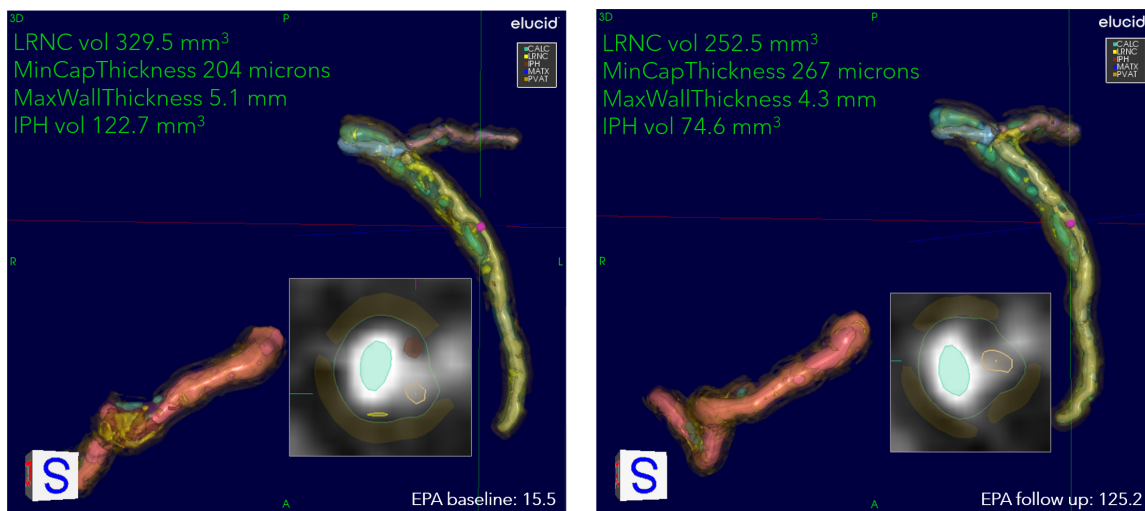 3D
P
elucid
LRNC vol 329.5 mm³
MinCapThickness 204 microns
MaxWallThickness 5.1 mm
IPH vol 122.7 mm³
CALC
LRNC
IPH
MATX
PVAT
R
L
S
A
EPA baseline: 15.5
3D
P
elucid
LRNC vol 252.5 mm³
MinCapThickness 267 microns
MaxWallThickness 4.3 mm
IPH vol 74.6 mm³
CALC
LRNC
IPH
MATX
PVAT
R
S
A
EPA follow up: 125.2